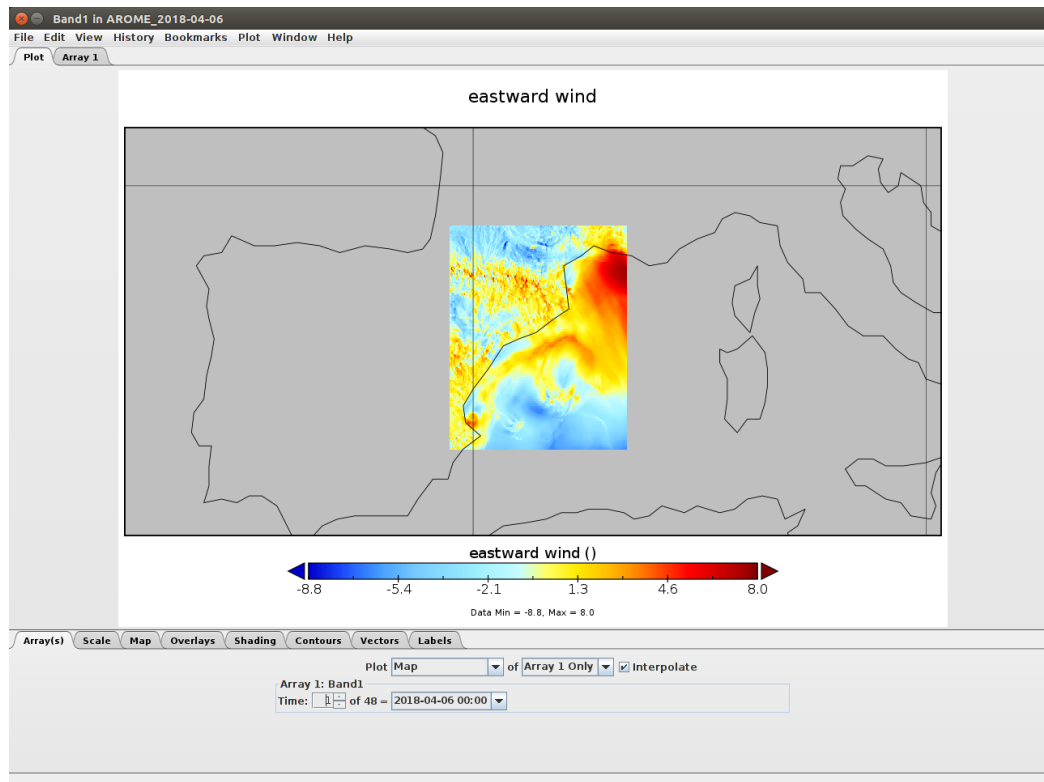 Band1 in AROME_2018-04-06
File Edit View History Bookmarks Plot Window Help
Plot Array 1
eastward wind
eastward wind ()
-8.8 -5.4 -2.1 1.3 4.6 8.0
Data Min = -8.8, Max = 8.0
Array(s) Scale Map Overlays Shading Contours Vectors Labels
Plot Map of Array 1 Only Interpolate
Array 1: Band1
Time: 1 of 48 = 2018-04-06 00:00